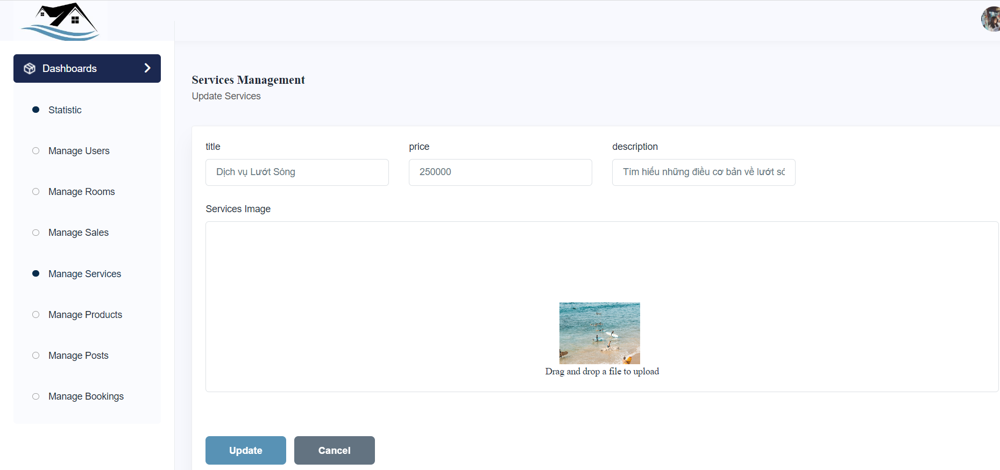 Dashboards
Statistic
Manage Users
Manage Rooms
Manage Sales
Manage Services
Manage Products
Manage Posts
Manage Bookings
Services Management
Update Services
title
price
description
Dịch vụ Lướt Sóng
250000
Tìm hiểu những điều cơ bản về lướt só
Services Image
Drag and drop a file to upload
Update
Cancel